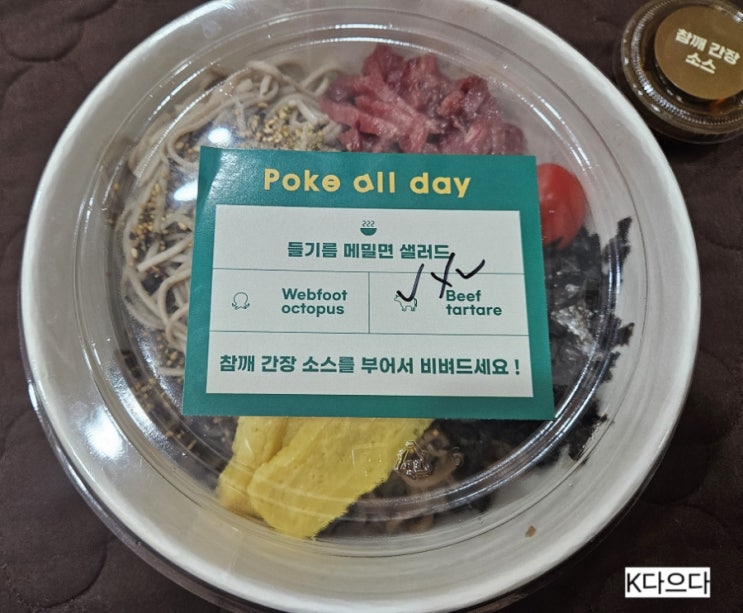 참깨 간장
소스
Poke all day
들기름 메밀면 샐러드
Webfoot
octopus
Beef
tartare
참깨 간장 소스를 부어서 비벼드세요 !
K다으다